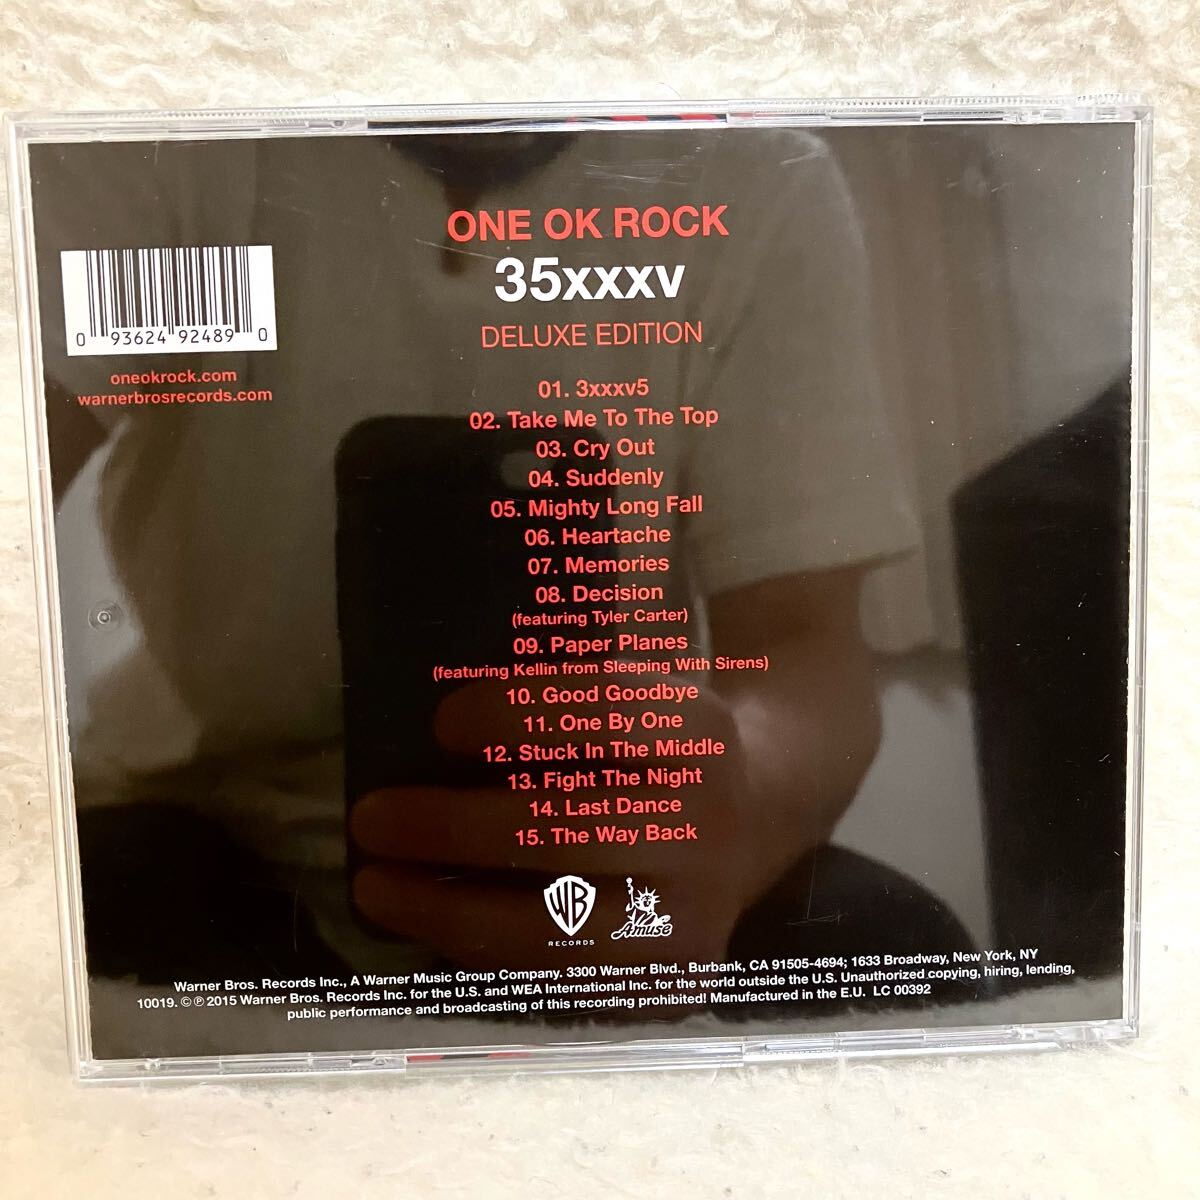 ONE OK ROCK
35xxxv
DELUXE EDITION
0 93624 92489 0
oneokrock.com
warnerbrosrecords.com
01. 3xxxv5
02. Take Me To The Top
03. Cry Out
04. Suddenly
05. Mighty Long Fall
06. Heartache
07. Memories
08. Decision
(featuring Tyler Carter)
09. Paper Planes
(featuring Kellin from Sleeping With Sirens)
10. Good Goodbye
11. One By One
12. Stuck In The Middle
13. Fight The Night
14. Last Dance
15. The Way Back
WB
RECORDS
Amuse
Warner Bros. Records Inc., A Warner Music Group Company. 3300 Warner Blvd., Burbank, CA 91505-4694; 1633 Broadway, New York, NY
10019. ©℗ 2015 Warner Bros. Records Inc. for the U.S. and WEA International Inc. for the world outside the U.S. Unauthorized copying, hiring, lending,
public performance and broadcasting of this recording prohibited! Manufactured in the E.U. LC 00392